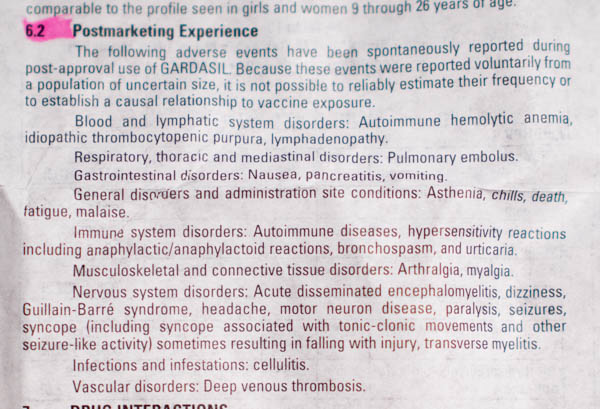 comparable to the profile seen in girls and women 9 through 26 years of age.
6.2 Postmarketing Experience
The following adverse events have been spontaneously reported during
post-approval use of GARDASIL. Because these events were reported voluntarily from
a population of uncertain size, it is not possible to reliably estimate their frequency or
to establish a causal relationship to vaccine exposure.
Blood and lymphatic system disorders: Autoimmune hemolytic anemia,
idiopathic thrombocytopenic purpura, lymphadenopathy.
Respiratory, thoracic and mediastinal disorders: Pulmonary embolus.
Gastrointestinal disorders: Nausea, pancreatitis, vomiting.
General disorders and administration site conditions: Asthenia, chills, death,
fatigue, malaise.
Immune system disorders: Autoimmune diseases, hypersensitivity reactions
including anaphylactic/anaphylactoid reactions, bronchospasm, and urticaria.
Musculoskeletal and connective tissue disorders: Arthralgia, myalgia.
Nervous system disorders: Acute disseminated encephalomyelitis, dizziness,
Guillain-Barré syndrome, headache, motor neuron disease, paralysis, seizures,
syncope (including syncope associated with tonic-clonic movements and other
seizure-like activity) sometimes resulting in falling with injury, transverse myelitis.
Infections and infestations: cellulitis.
Vascular disorders: Deep venous thrombosis.
7 DRUG INTERACTIONS